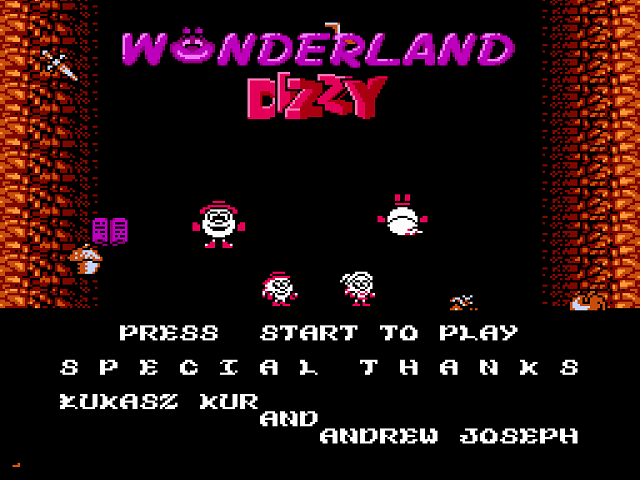 WONDERLAND
DIZZY
PRESS START TO PLAY
SPECIAL THANKS
ŁUKASZ KUR
AND
ANDREW JOSEPH